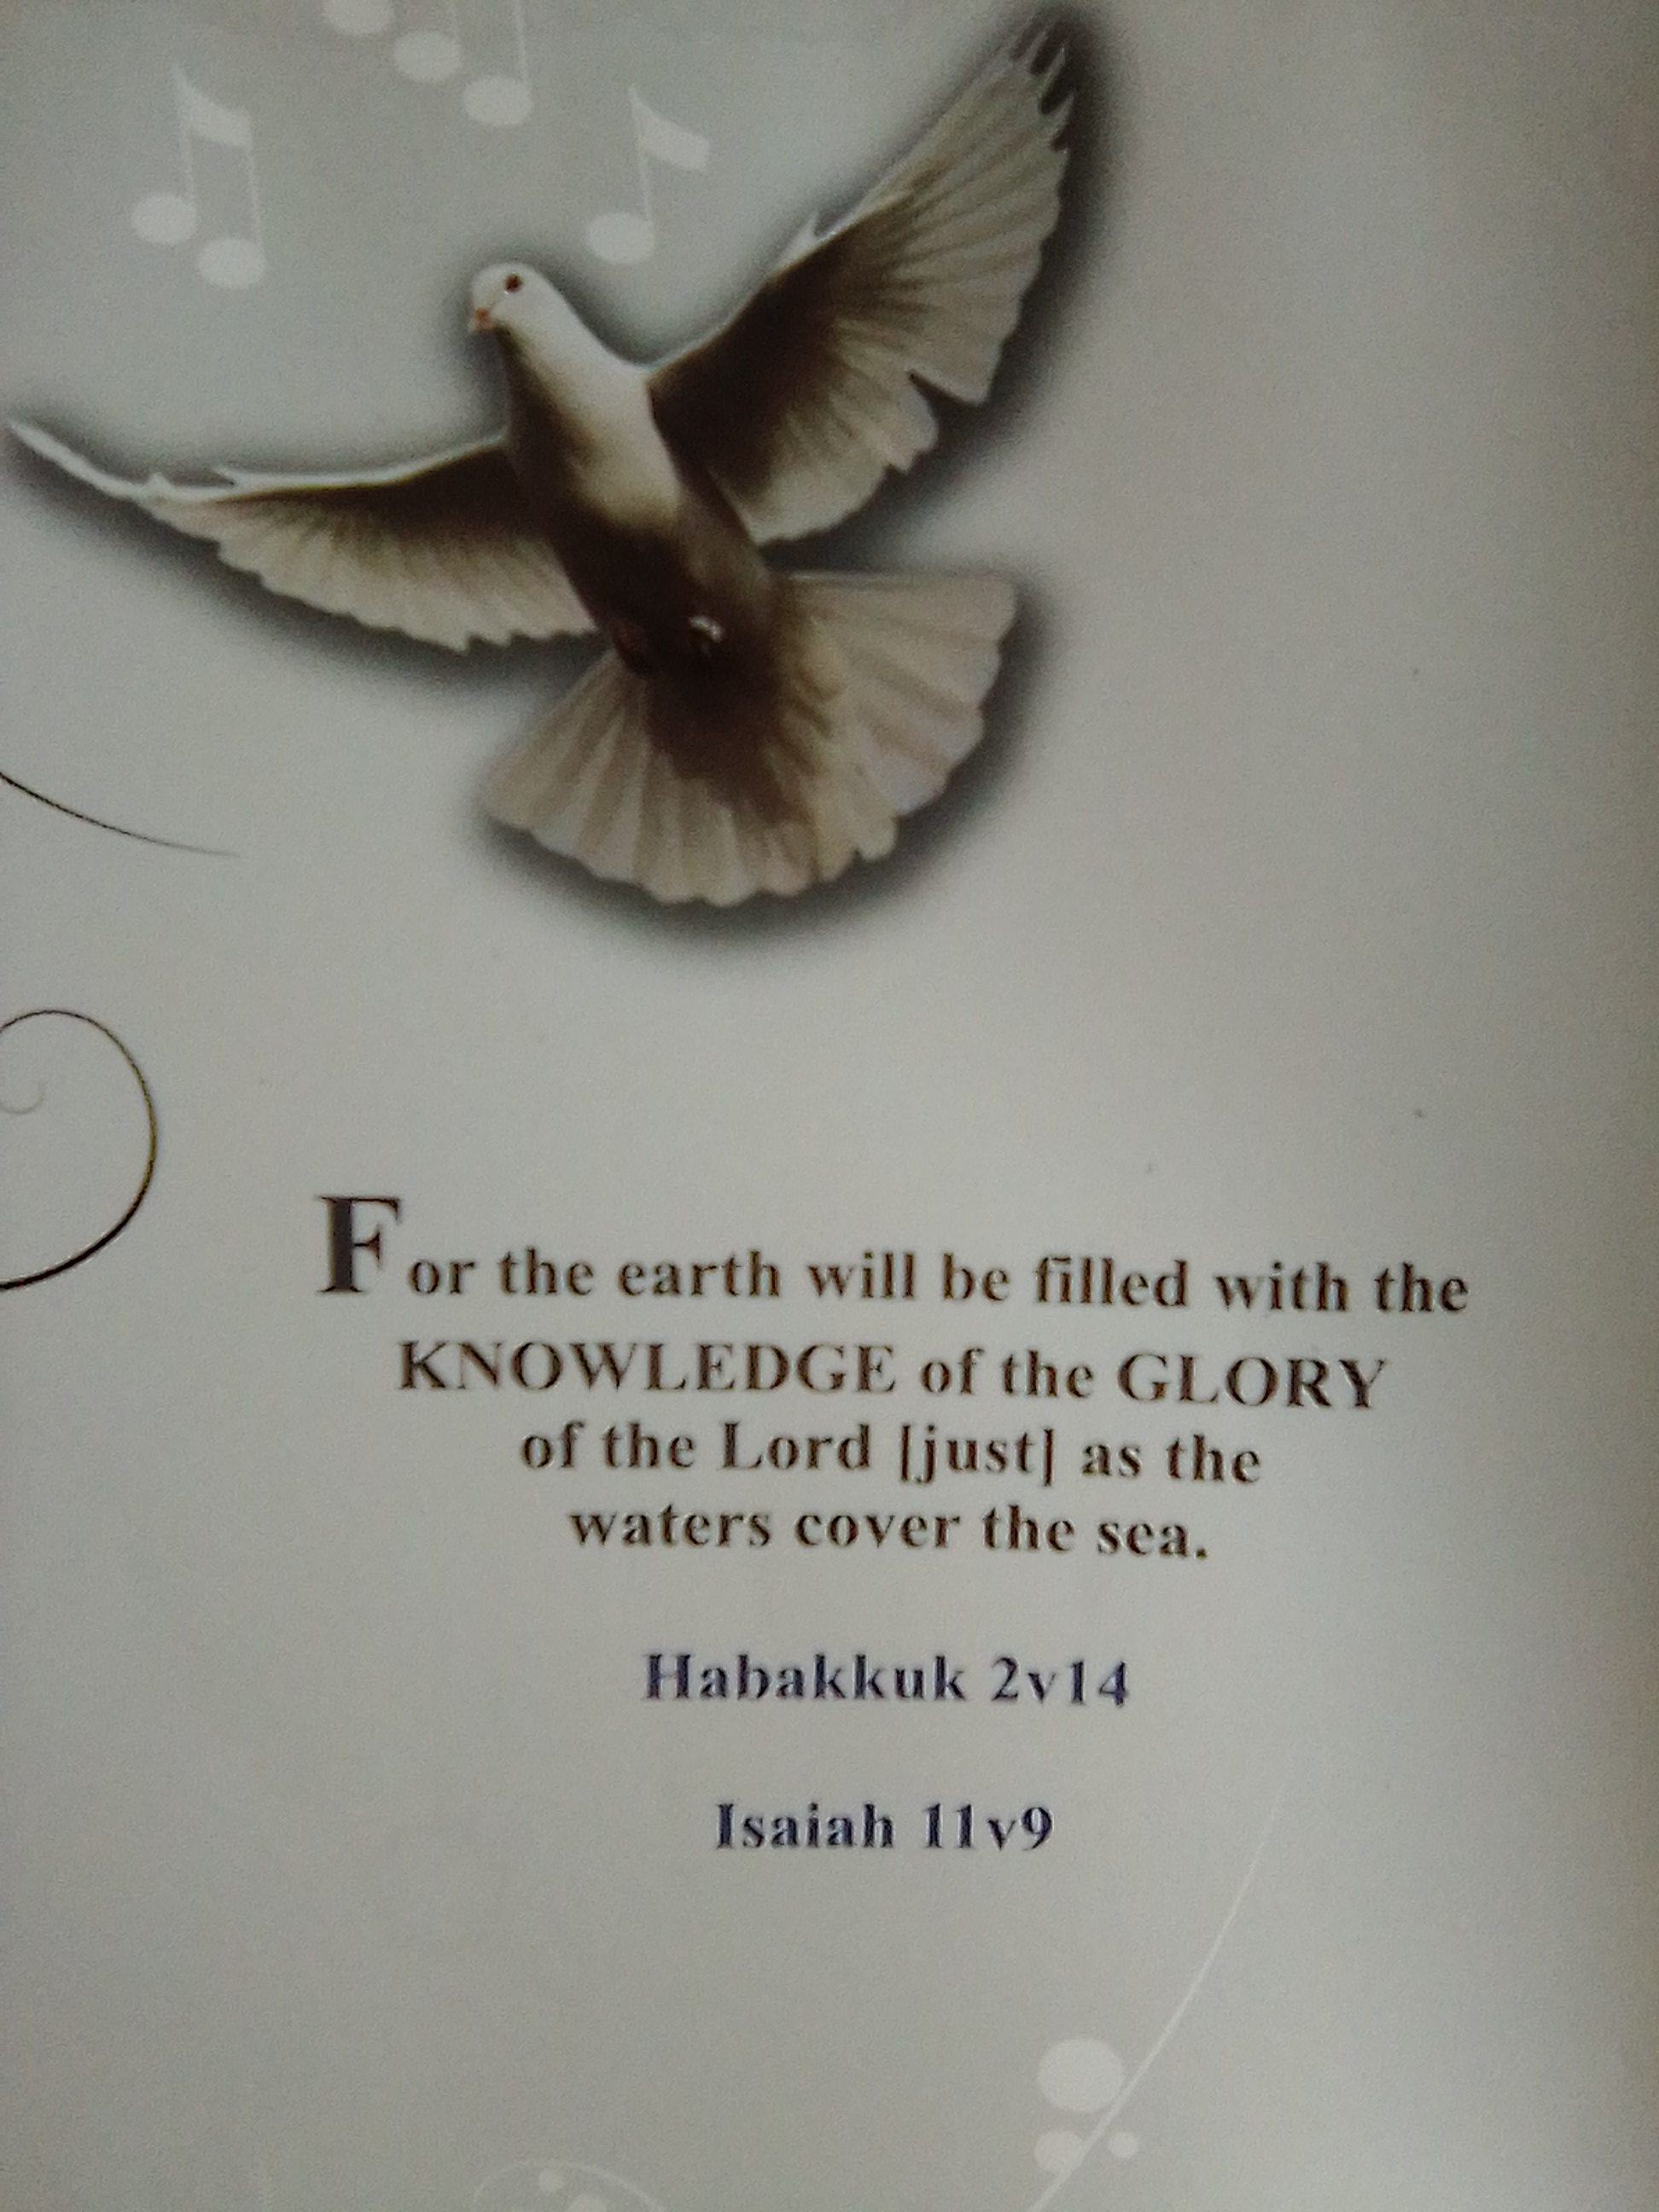 For the earth will be filled with the
KNOWLEDGE of the GLORY
of the Lord [just] as the
waters cover the sea.
Habakkuk 2v14
Isaiah 11v9